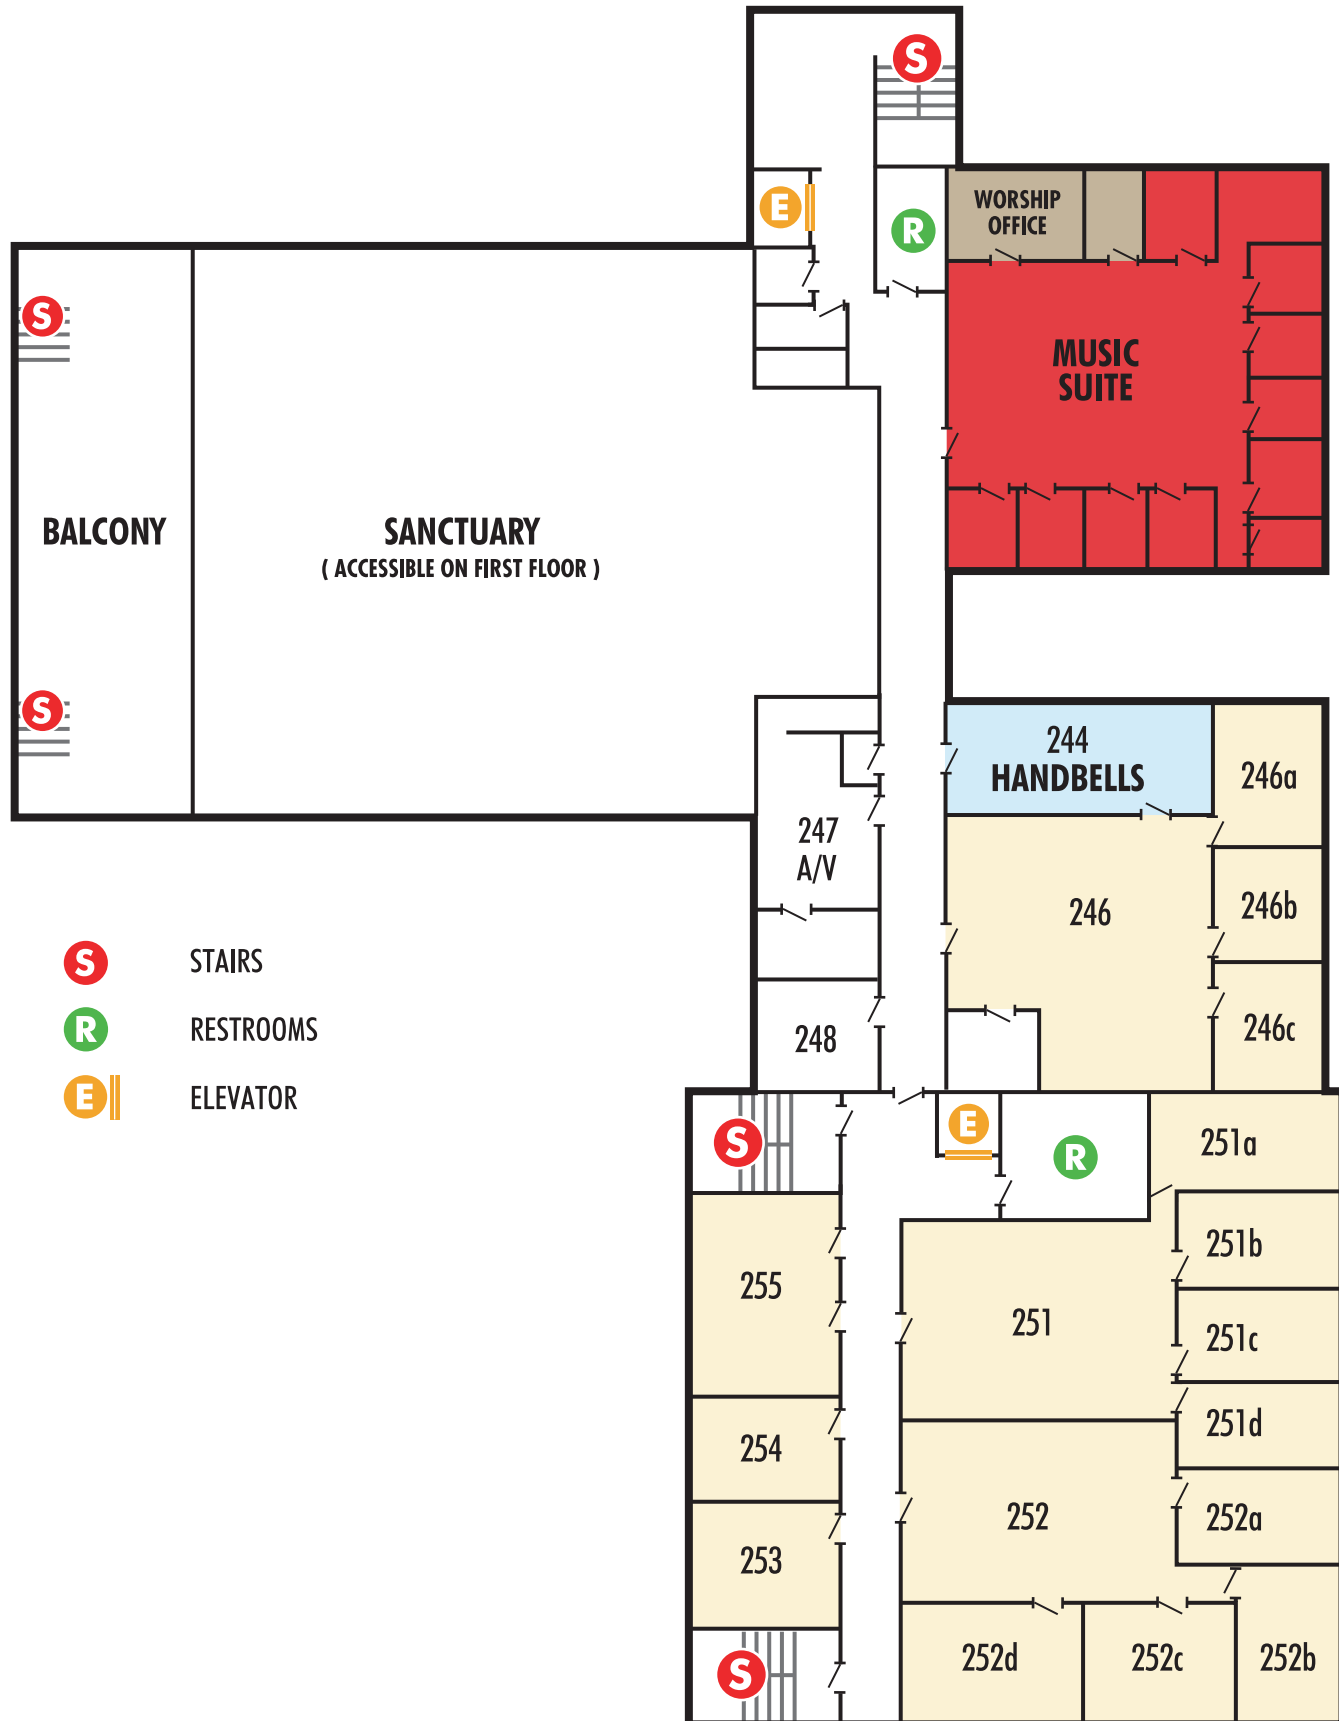 S
E
R
WORSHIP
OFFICE
S
MUSIC
SUITE
BALCONY
SANCTUARY
( ACCESSIBLE ON FIRST FLOOR )
S
244
HANDBELLS
246a
247
A/V
246
246b
S STAIRS
R RESTROOMS
E ELEVATOR
248
246c
S
E
R
251a
251b
255
251
251c
251d
254
252
252a
253
S
252d
252c
252b